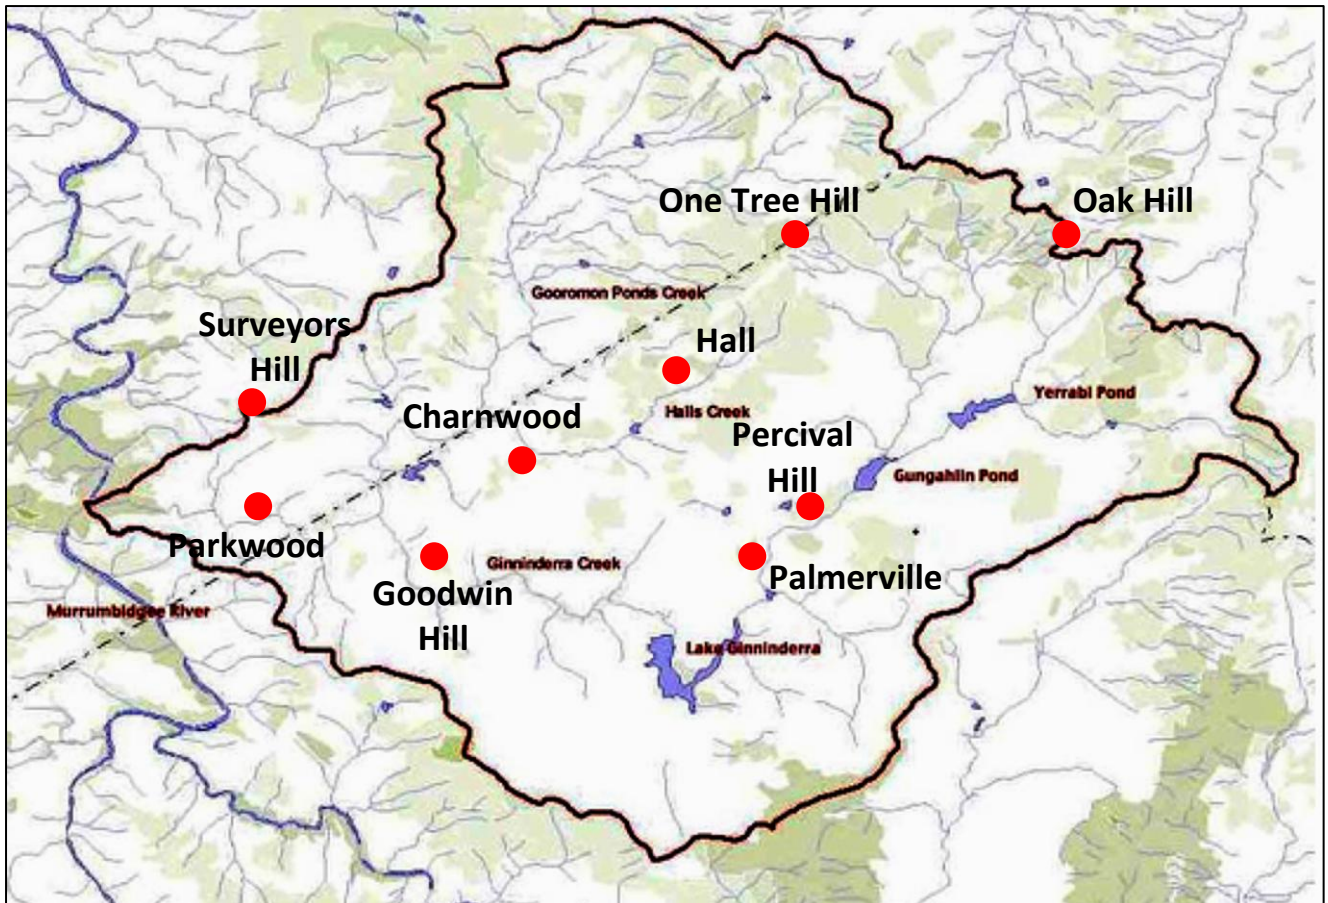 One Tree Hill
Oak Hill
Gooromon Ponds Creek
Surveyors
Hill
Hall
Yerrabi Pond
Charnwood
Halls Creek
Percival
Hill
Gungahlin Pond
Parkwood
Ginninderra Creek
Palmerville
Goodwin
Hill
Murrumbidgee River
Lake Ginninderra